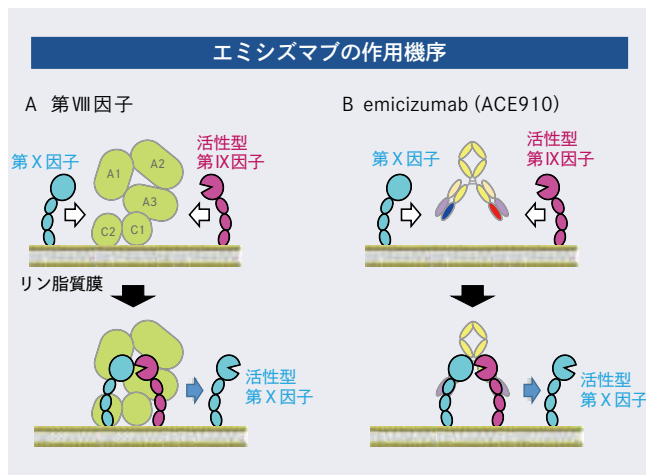 エミシズマブの作用機序
A 第Ⅷ因子
B emicizumab (ACE910)
第Ⅹ因子
活性型
第Ⅸ因子
A1
A2
A3
C2
C1
第Ⅹ因子
活性型
第Ⅸ因子
リン脂質膜
活性型
第Ⅹ因子
活性型
第Ⅹ因子